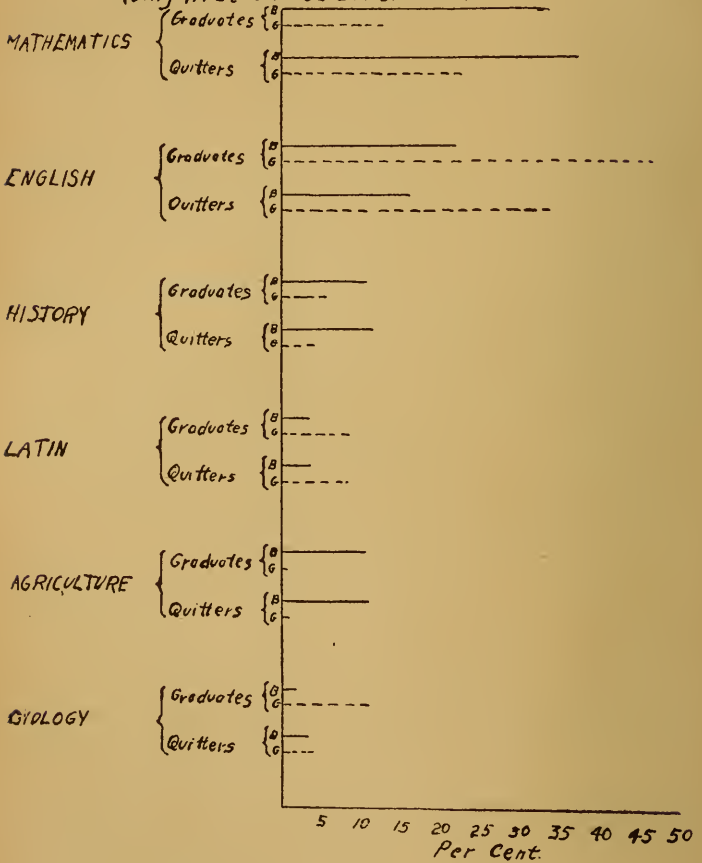 Graduates { B
G
MATHEMATICS
Quitters { B
G
Graduates { B
G
ENGLISH
Quitters { B
G
Graduates { B
G
HISTORY
Quitters { B
G
Graduates { B
G
LATIN
Quitters { B
G
Graduates { B
G
AGRICULTURE
Quitters { B
G
Graduates { B
G
BIOLOGY
Quitters { B
G
5 10 15 20 25 30 35 40 45 50
Per Cent.